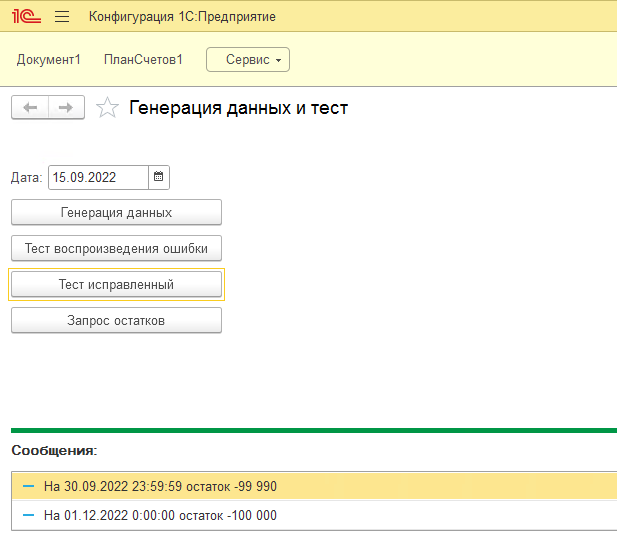 1С Конфигурация 1С:Предприятие
Документ1 ПланСчетов1 Сервис
Генерация данных и тест
Дата: 15.09.2022
Генерация данных
Тест воспроизведения ошибки
Тест исправленный
Запрос остатков
Сообщения:
На 30.09.2022 23:59:59 остаток -99 990
На 01.12.2022 0:00:00 остаток -100 000